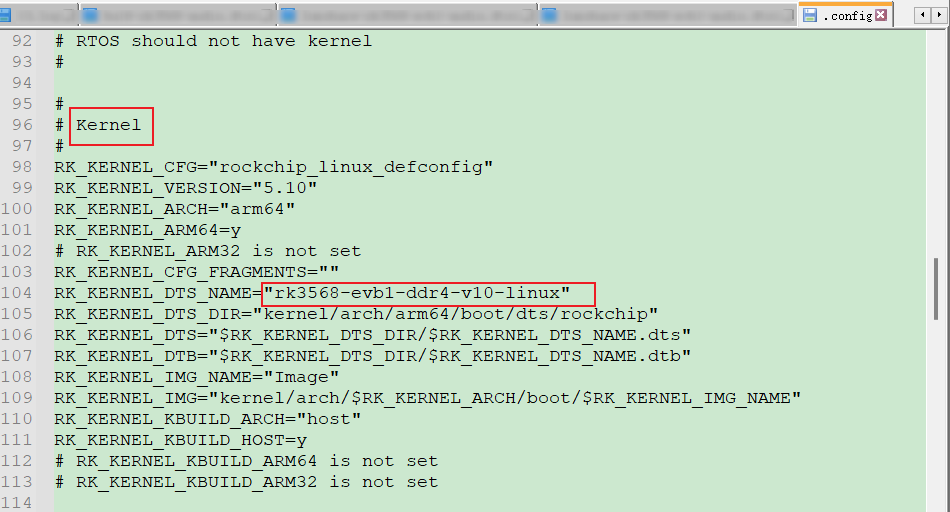 .config
92 # RTOS should not have kernel
93 #
94
95 #
96 # Kernel
97 #
98 RK_KERNEL_CFG="rockchip_linux_defconfig"
99 RK_KERNEL_VERSION="5.10"
100 RK_KERNEL_ARCH="arm64"
101 RK_KERNEL_ARM64=y
102 # RK_KERNEL_ARM32 is not set
103 RK_KERNEL_CFG_FRAGMENTS=""
104 RK_KERNEL_DTS_NAME="rk3568-evb1-ddr4-v10-linux"
105 RK_KERNEL_DTS_DIR="kernel/arch/arm64/boot/dts/rockchip"
106 RK_KERNEL_DTS="$RK_KERNEL_DTS_DIR/$RK_KERNEL_DTS_NAME.dts"
107 RK_KERNEL_DTB="$RK_KERNEL_DTS_DIR/$RK_KERNEL_DTS_NAME.dtb"
108 RK_KERNEL_IMG_NAME="Image"
109 RK_KERNEL_IMG="kernel/arch/$RK_KERNEL_ARCH/boot/$RK_KERNEL_IMG_NAME"
110 RK_KERNEL_KBUILD_ARCH="host"
111 RK_KERNEL_KBUILD_HOST=y
112 # RK_KERNEL_KBUILD_ARM64 is not set
113 # RK_KERNEL_KBUILD_ARM32 is not set
114